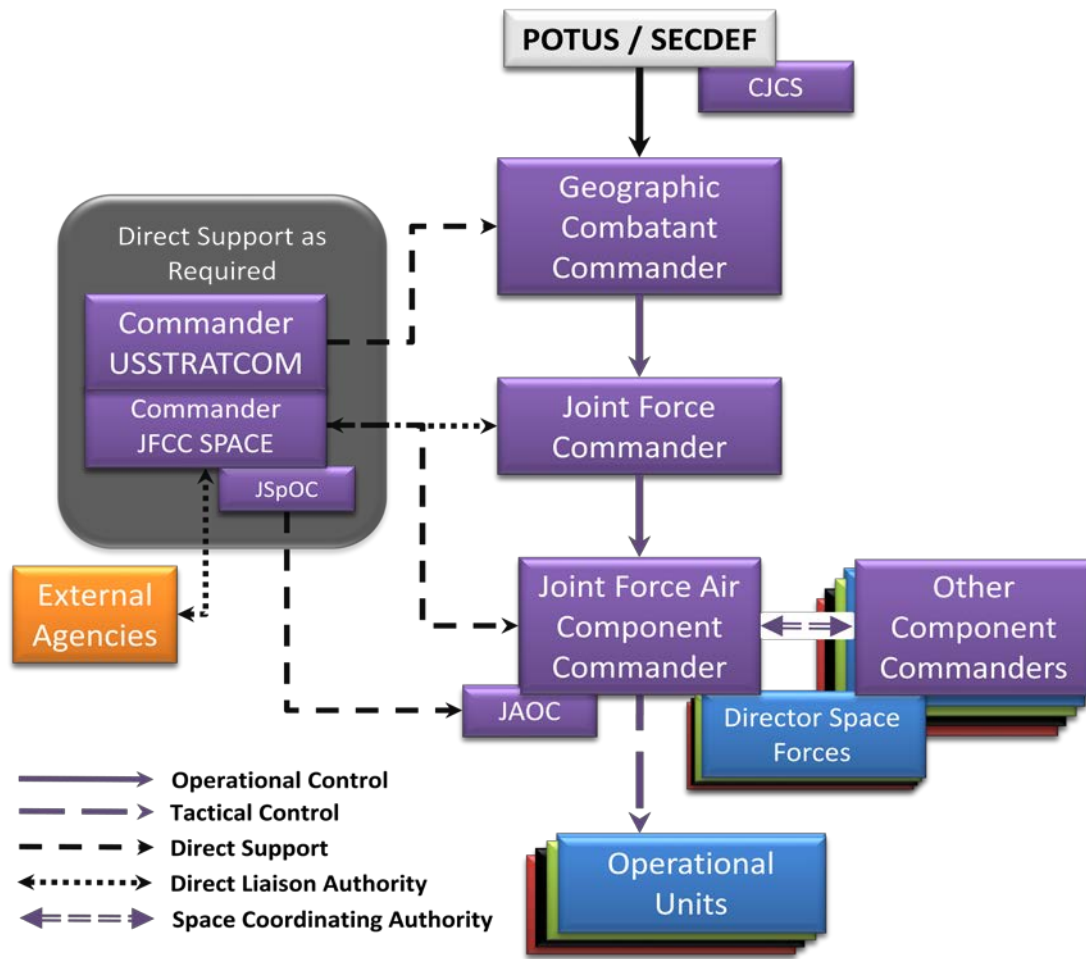 POTUS / SECDEF
CJCS
Geographic
Combatant
Commander
Direct Support as
Required
Commander
USSTRATCOM
Commander
JFCC SPACE
JSpOC
Joint Force
Commander
External
Agencies
Joint Force Air
Component
Commander
Other
Component
Commanders
JAOC
Director Space
Forces
Operational Control
Tactical Control
Direct Support
Direct Liaison Authority
Space Coordinating Authority
Operational
Units